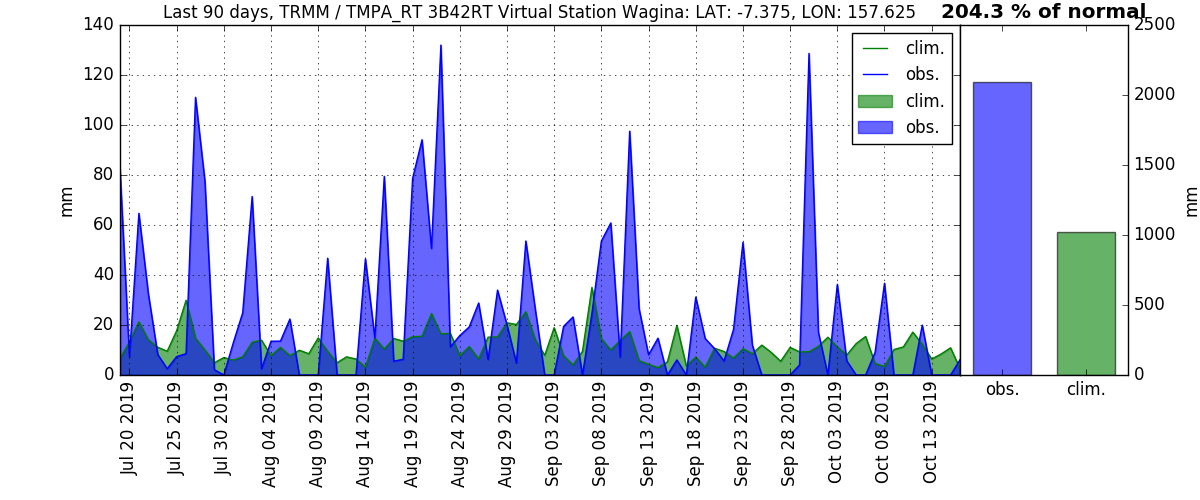 Last 90 days, TRMM / TMPA_RT 3B42RT Virtual Station Wagina: LAT: -7.375, LON: 157.625
204.3 % of normal
140
120
100
80
60
40
20
0
mm
clim.
obs.
clim.
obs.
2500
2000
1500
1000
500
0
mm
obs.
clim.
Jul 20 2019
Jul 25 2019
Jul 30 2019
Aug 04 2019
Aug 09 2019
Aug 14 2019
Aug 19 2019
Aug 24 2019
Aug 29 2019
Sep 03 2019
Sep 08 2019
Sep 13 2019
Sep 18 2019
Sep 23 2019
Sep 28 2019
Oct 03 2019
Oct 08 2019
Oct 13 2019